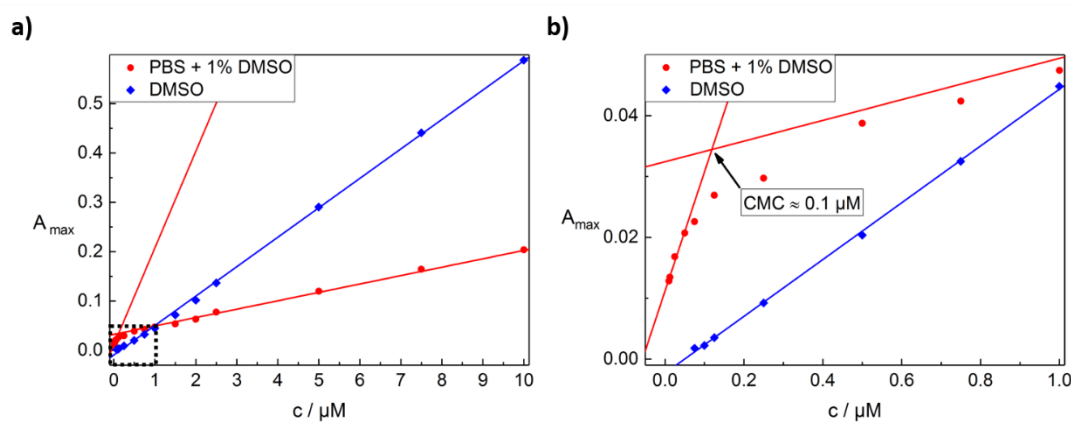 a)
PBS + 1% DMSO
DMSO
0.5
0.4
0.3
0.2
0.1
0.0
A max
0 1 2 3 4 5 6 7 8 9 10
c / µM
b)
PBS + 1% DMSO
DMSO
0.04
0.02
0.00
A max
CMC ≈ 0.1 µM
0.0 0.2 0.4 0.6 0.8 1.0
c / µM